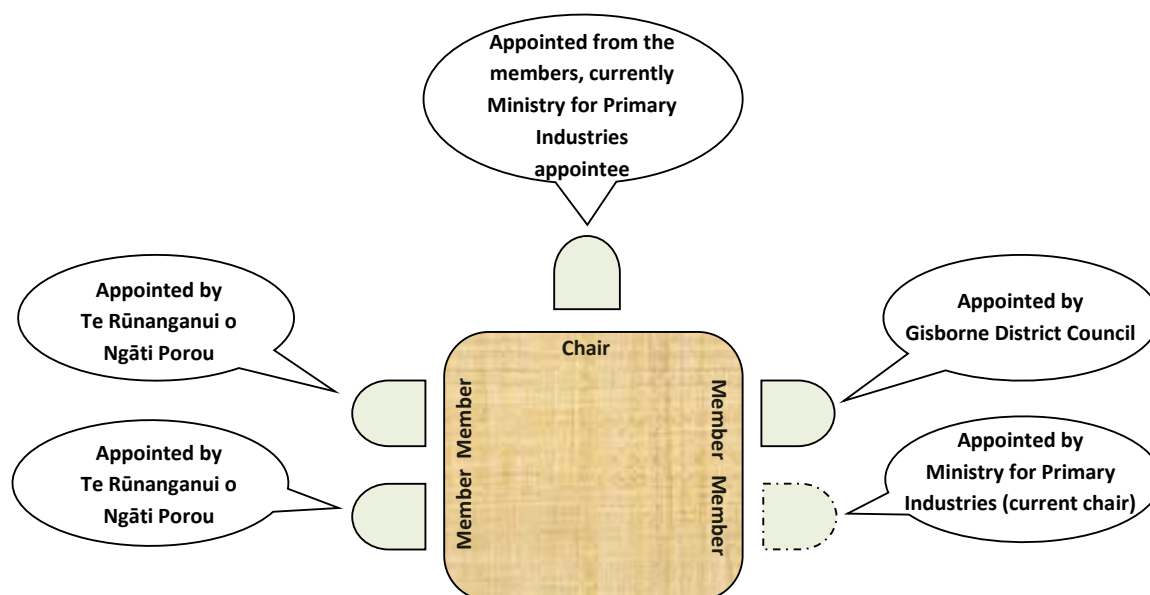 Appointed from the
members, currently
Ministry for Primary
Industries
appointee
Appointed by
Te Rūnanganui o
Ngāti Porou
Appointed by
Gisborne District Council
Chair
Member
Member
Appointed by
Te Rūnanganui o
Ngāti Porou
Member
Member
Appointed by
Ministry for Primary
Industries (current chair)